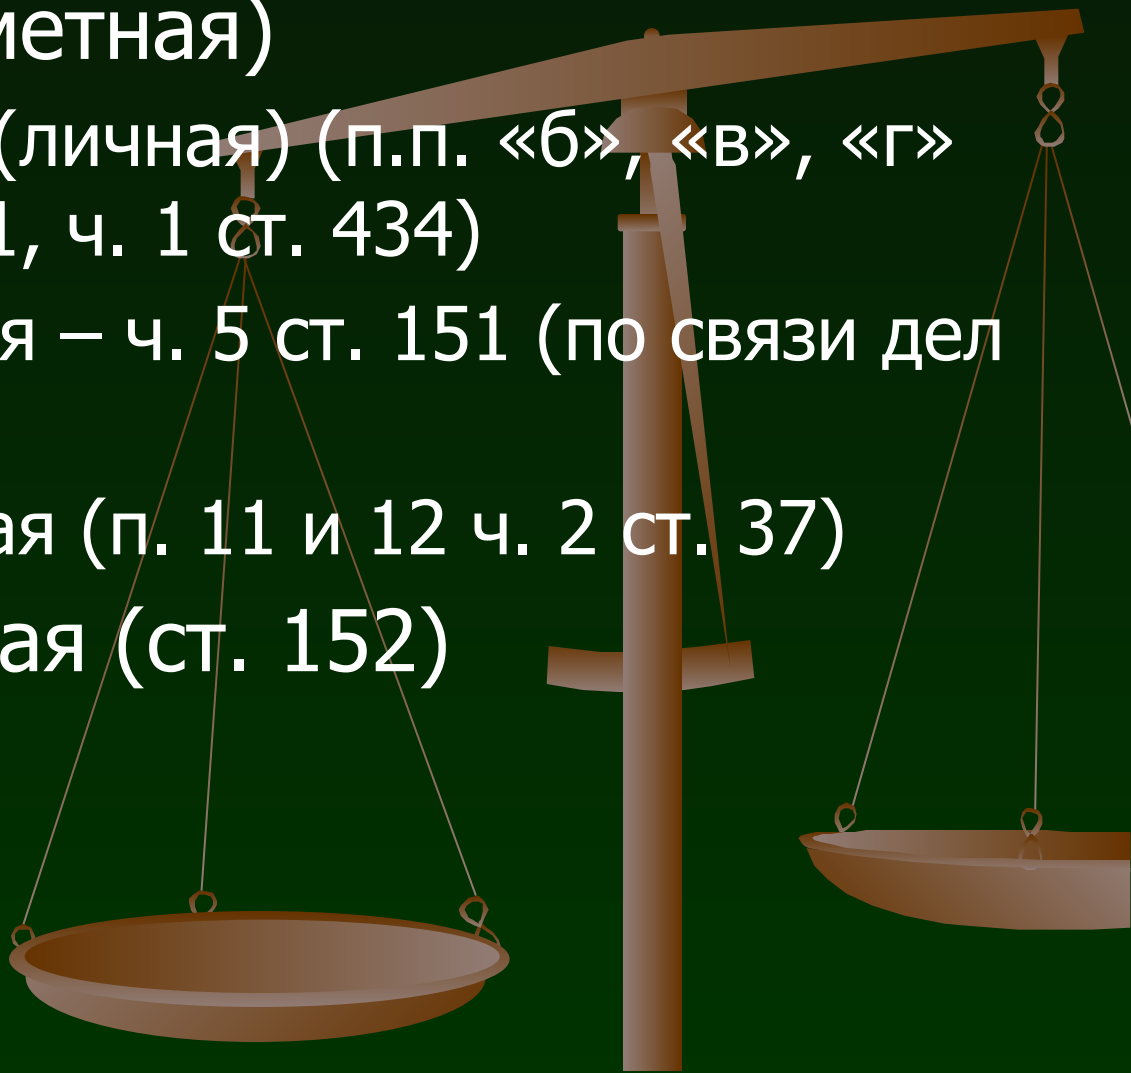 метная)
(личная) (п.п. «б», «в», «г»
1, ч. 1 ст. 434)
я – ч. 5 ст. 151 (по связи дел
ая (п. 11 и 12 ч. 2 ст. 37)
ая (ст. 152)